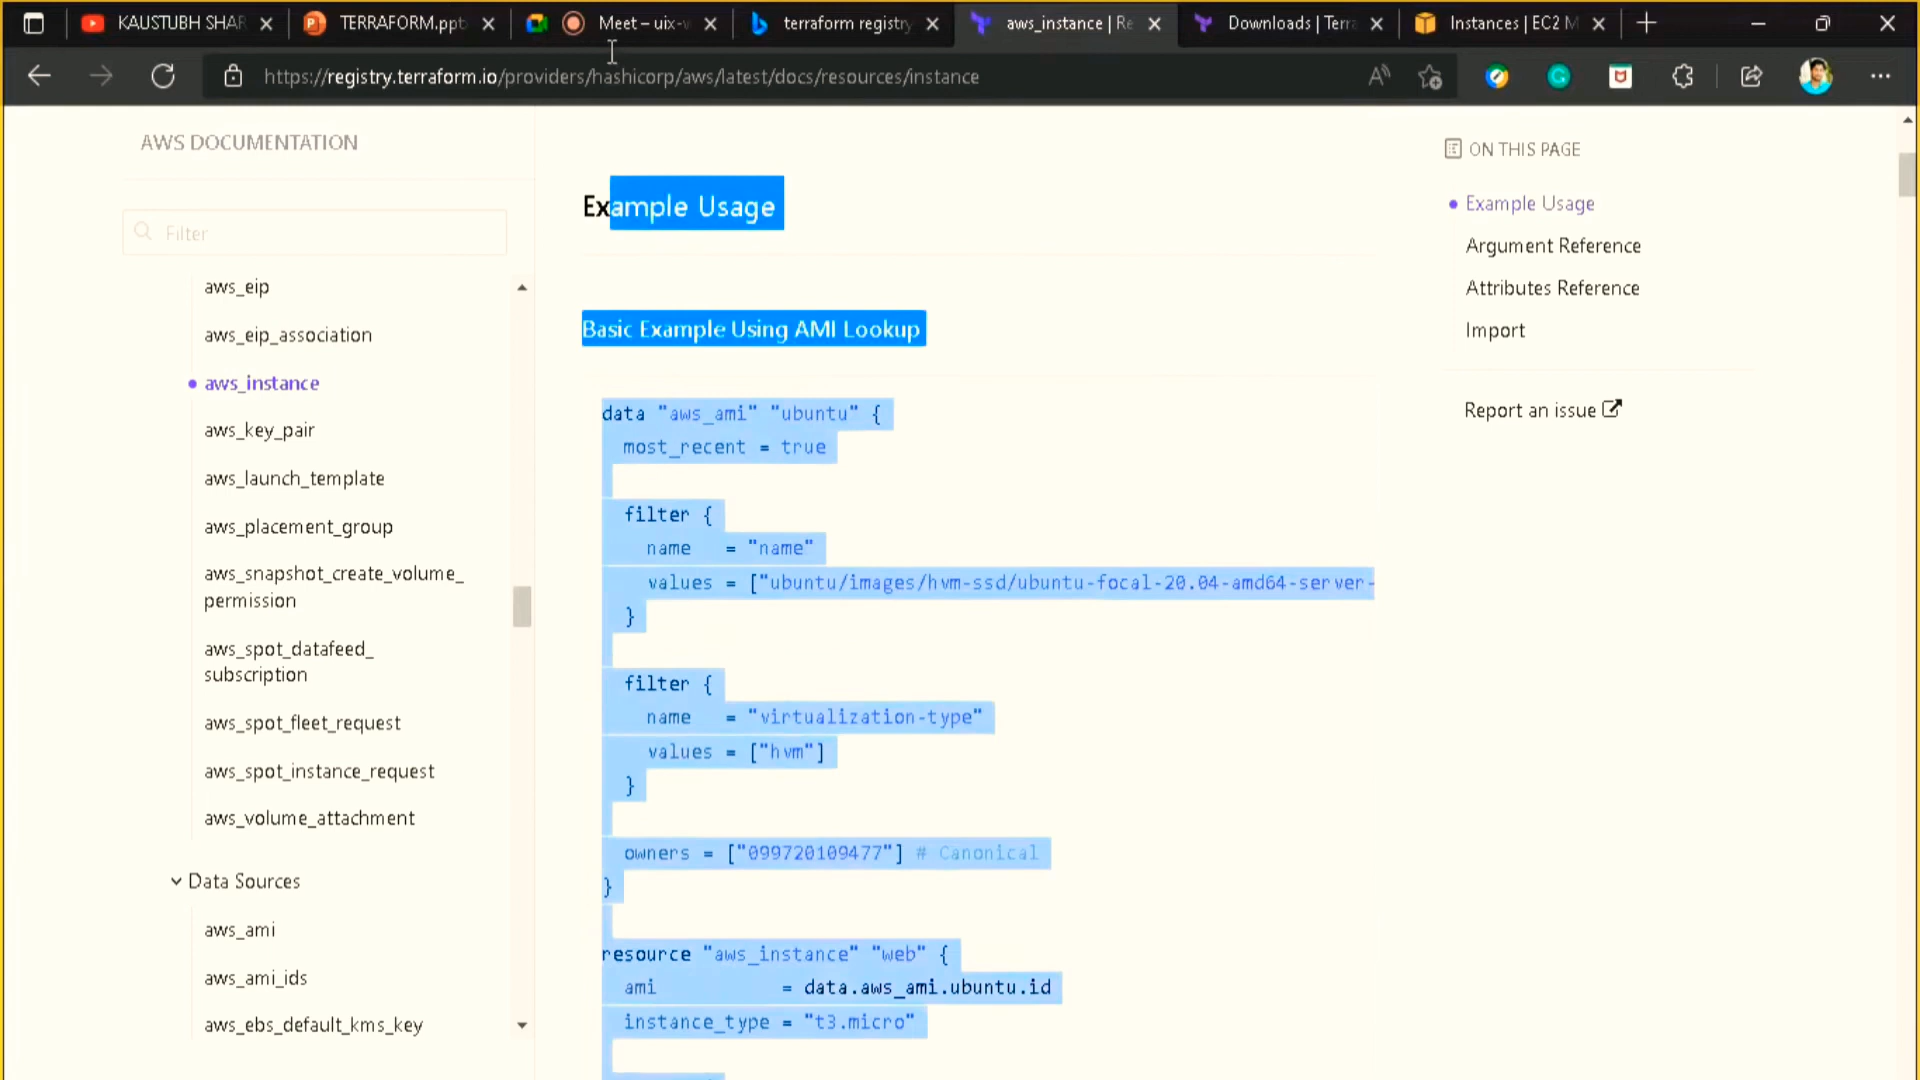 KAUSTUBH SHAR
TERRAFORM.ppt
Meet – uix-v
terraform registry
aws_instance | Re
Downloads | Terra
Instances | EC2 M
https://registry.terraform.io/providers/hashicorp/aws/latest/docs/resources/instance
AWS DOCUMENTATION
Filter
aws_eip
aws_eip_association
aws_instance
aws_key_pair
aws_launch_template
aws_placement_group
aws_snapshot_create_volume_
permission
aws_spot_datafeed_
subscription
aws_spot_fleet_request
aws_spot_instance_request
aws_volume_attachment
Data Sources
aws_ami
aws_ami_ids
aws_ebs_default_kms_key
Example Usage
Basic Example Using AMI Lookup
data "aws_ami" "ubuntu" {
most_recent = true
filter {
name = "name"
values = ["ubuntu/images/hvm-ssd/ubuntu-focal-20.04-amd64-server-
}
filter {
name = "virtualization-type"
values = ["hvm"]
}
owners = ["099720109477"] # Canonical
}
resource "aws_instance" "web" {
ami = data.aws_ami.ubuntu.id
instance_type = "t3.micro"
ON THIS PAGE
Example Usage
Argument Reference
Attributes Reference
Import
Report an issue